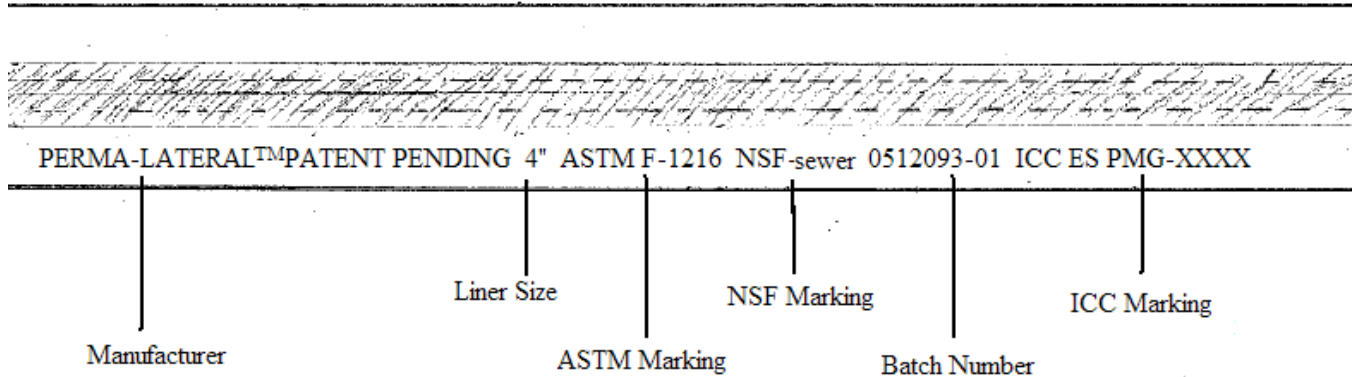 PERMA-LATERAL™PATENT PENDING 4" ASTM F-1216 NSF-sewer 0512093-01 ICC ES PMG-XXXX
Liner Size
NSF Marking
ICC Marking
Manufacturer
ASTM Marking
Batch Number